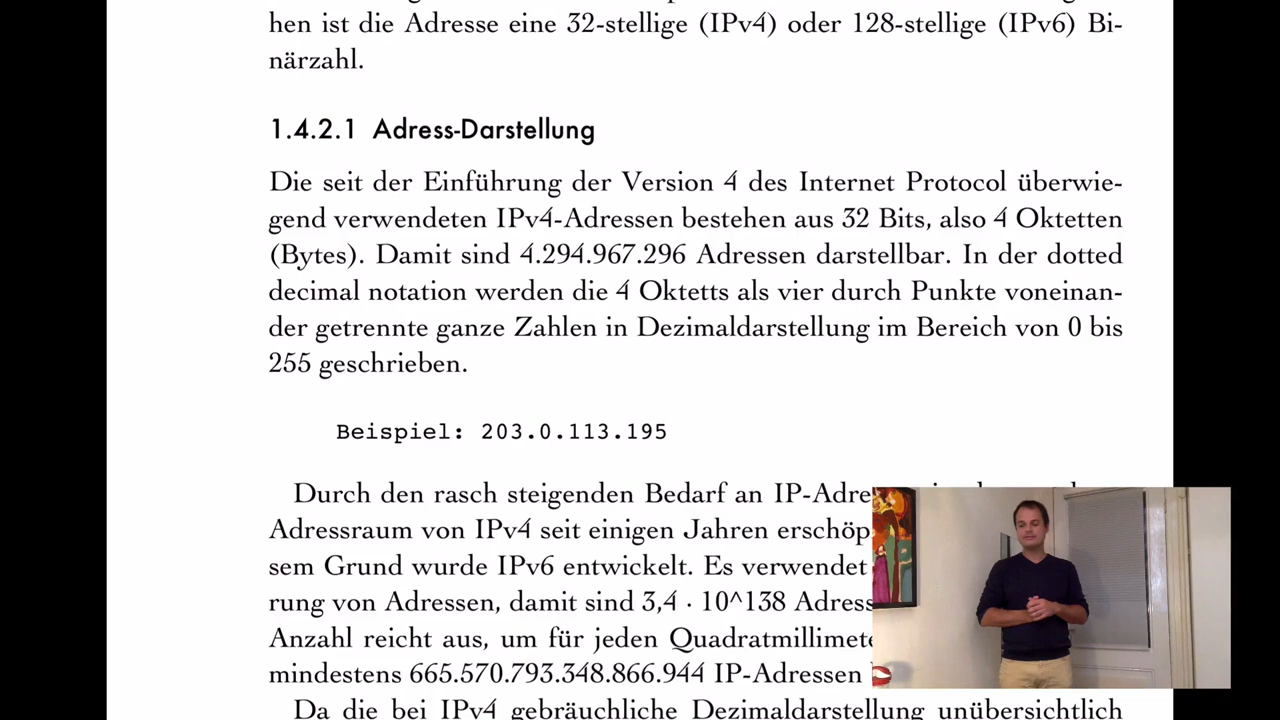 hen ist die Adresse eine 32-stellige (IPv4) oder 128-stellige (IPv6) Bi-
närzahl.
1.4.2.1 Adress-Darstellung
Die seit der Einführung der Version 4 des Internet Protocol überwie-
gend verwendeten IPv4-Adressen bestehen aus 32 Bits, also 4 Oktetten
(Bytes). Damit sind 4.294.967.296 Adressen darstellbar. In der dotted
decimal notation werden die 4 Oktetts als vier durch Punkte voneinan-
der getrennte ganze Zahlen in Dezimaldarstellung im Bereich von 0 bis
255 geschrieben.
Beispiel: 203.0.113.195
Durch den rasch steigenden Bedarf an IP-Adre
Adressraum von IPv4 seit einigen Jahren erschöp
sem Grund wurde IPv6 entwickelt. Es verwendet
rung von Adressen, damit sind 3,4 · 10^138 Adress
Anzahl reicht aus, um für jeden Quadratmillimete
mindestens 665.570.793.348.866.944 IP-Adressen
Da die bei IPv4 gebräuchliche Dezimaldarstellung unübersichtlich